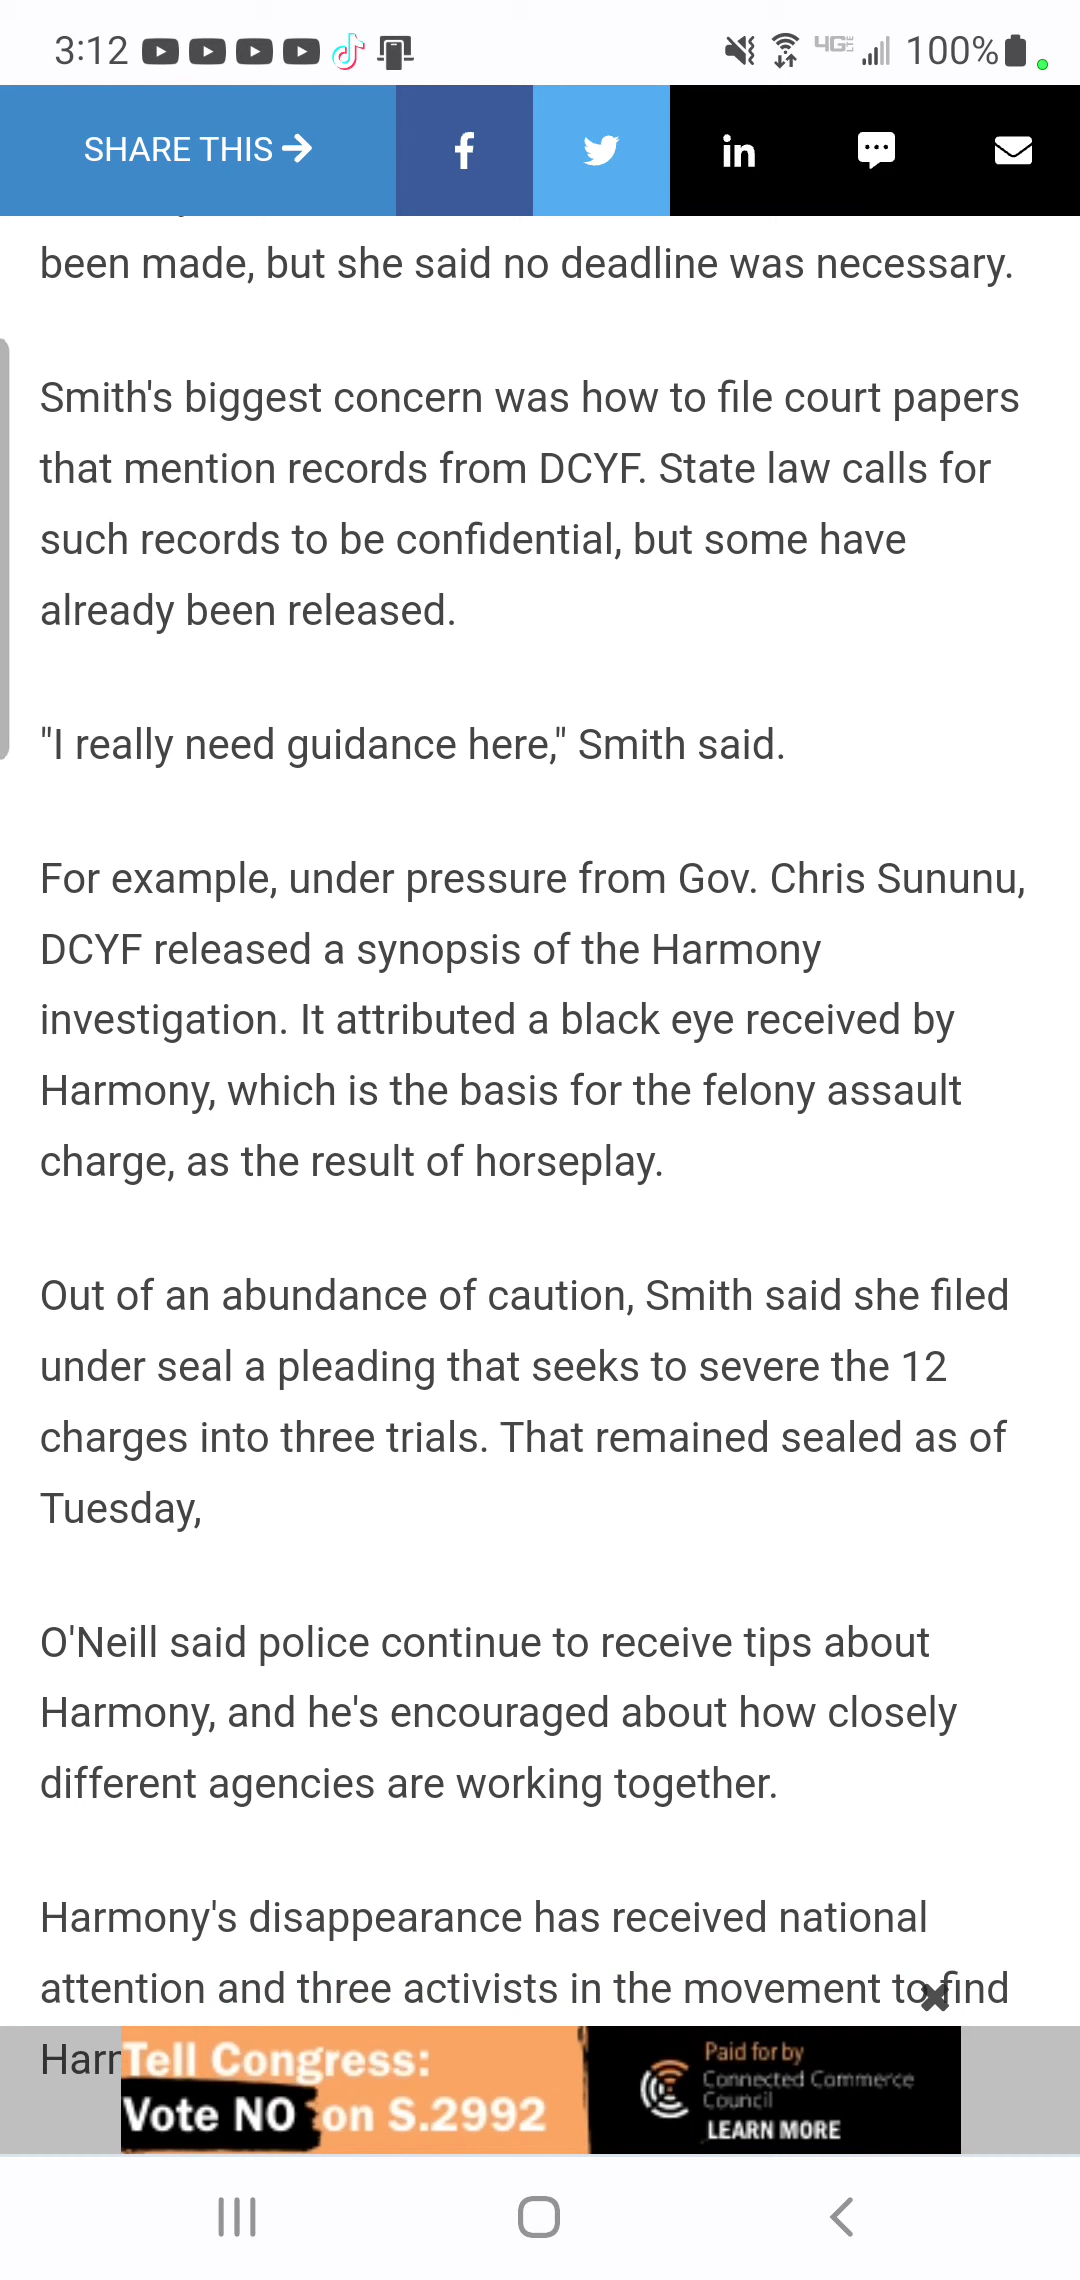 3:12
4G LTE
100%
SHARE THIS
f
in
been made, but she said no deadline was necessary.
Smith's biggest concern was how to file court papers
that mention records from DCYF. State law calls for
such records to be confidential, but some have
already been released.
"I really need guidance here," Smith said.
For example, under pressure from Gov. Chris Sununu,
DCYF released a synopsis of the Harmony
investigation. It attributed a black eye received by
Harmony, which is the basis for the felony assault
charge, as the result of horseplay.
Out of an abundance of caution, Smith said she filed
under seal a pleading that seeks to severe the 12
charges into three trials. That remained sealed as of
Tuesday,
O'Neill said police continue to receive tips about
Harmony, and he's encouraged about how closely
different agencies are working together.
Harmony's disappearance has received national
attention and three activists in the movement to find
Tell Congress:
Vote NO on S.2992
Paid for by
Connected Commerce
Council
LEARN MORE